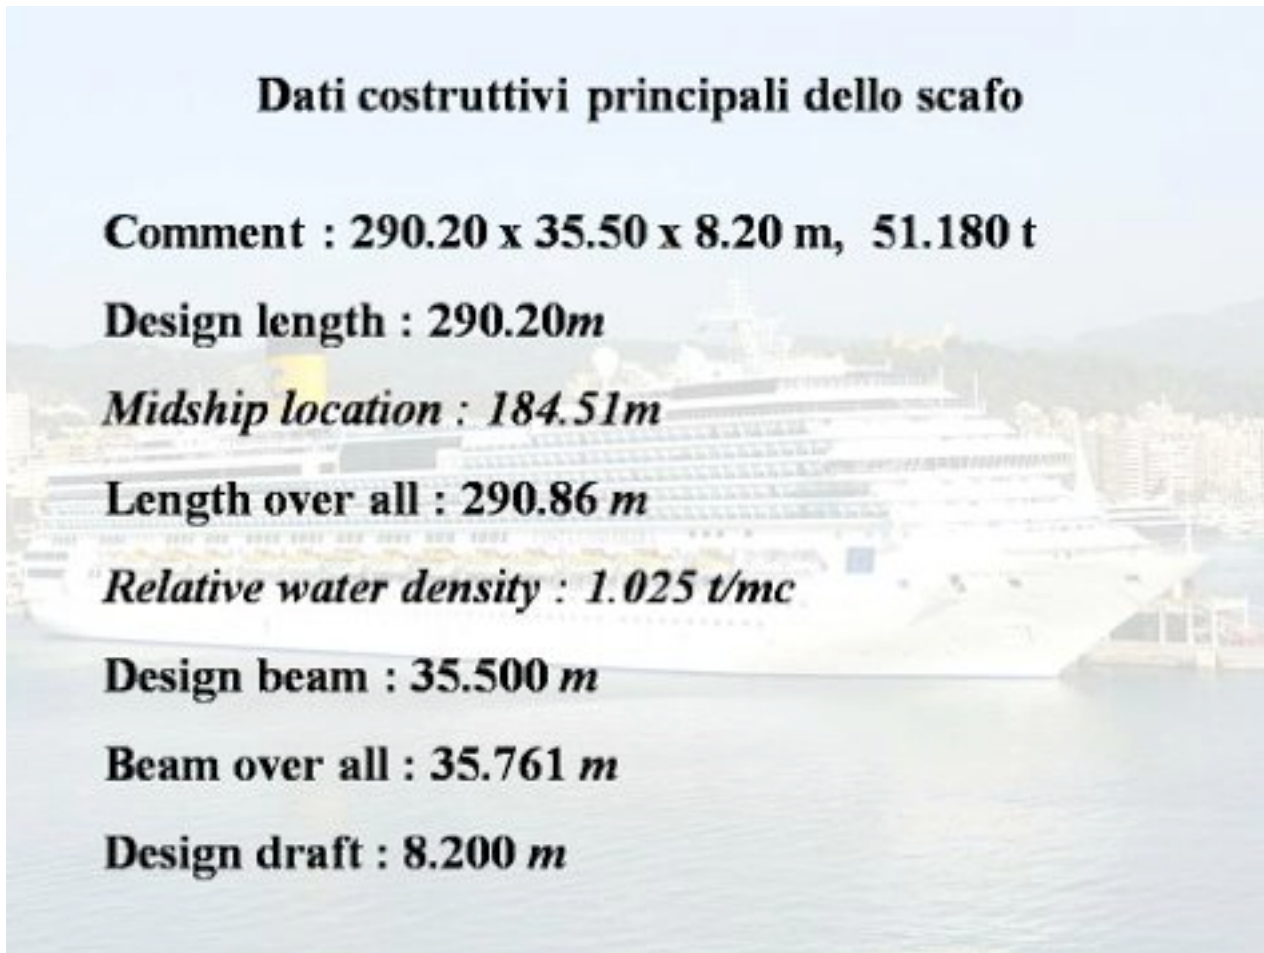 Dati costruttivi principali dello scafo
Comment : 290.20 x 35.50 x 8.20 m, 51.180 t
Design length : 290.20m
Midship location : 184.51m
Length over all : 290.86 m
Relative water density : 1.025 t/mc
Design beam : 35.500 m
Beam over all : 35.761 m
Design draft : 8.200 m